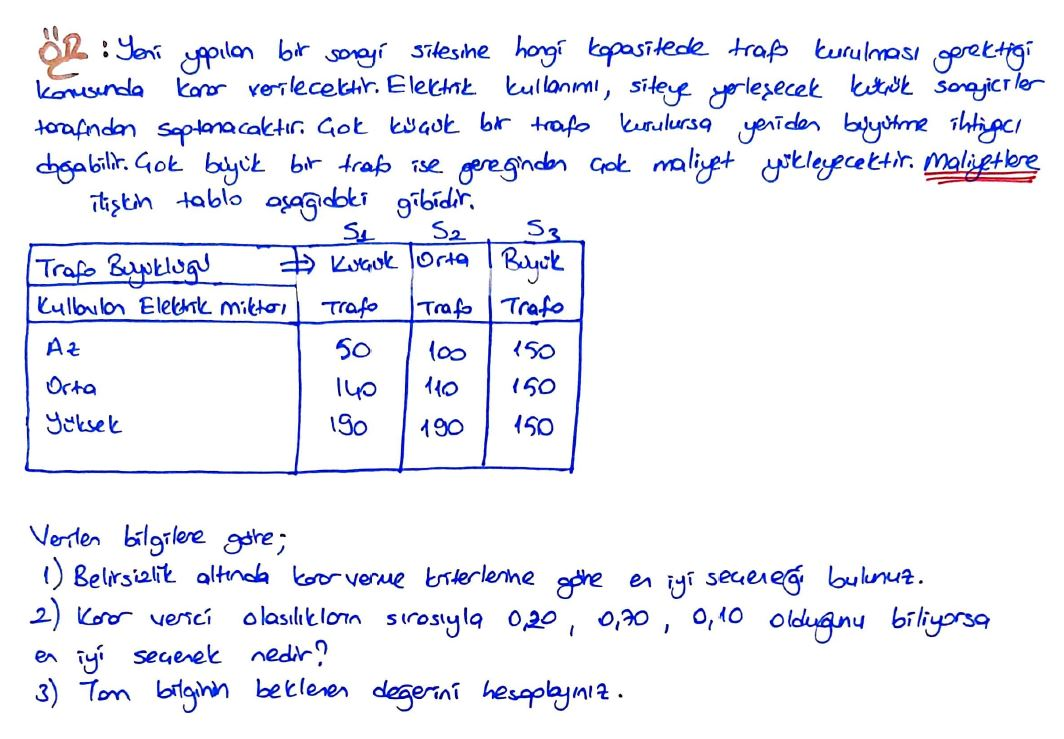 ÖR : Yeni yapılan bir sanayi sitesine hangi kapasitede trafo kurulması gerektiği
konusunda karar verilecektir. Elektrik kullanımı, siteye yerleşecek küçük sanayiciler
tarafından saptanacaktır. Çok küçük bir trafo kurulursa yeniden büyütme ihtiyacı
doğabilir. Çok büyük bir trafo ise gereğinden çok maliyet yükleyecektir. Maliyetlere
ilişkin tablo aşağıdaki gibidir.
S1 S2 S3
Trafo Büyüklüğü ⇒ Küçük Orta Büyük
Kullanılan Elektrik Miktarı Trafo Trafo Trafo
Az 50 100 150
Orta 140 110 150
Yüksek 190 190 150
Verilen bilgilere göre;
1) Belirsizlik altında karar verme kriterlerine göre en iyi seçeneği bulunuz.
2) Karar verici olasılıkların sırasıyla 0,20, 0,70, 0,10 olduğunu biliyorsa
en iyi seçenek nedir?
3) Tam bilginin beklenen değerini hesaplayınız.